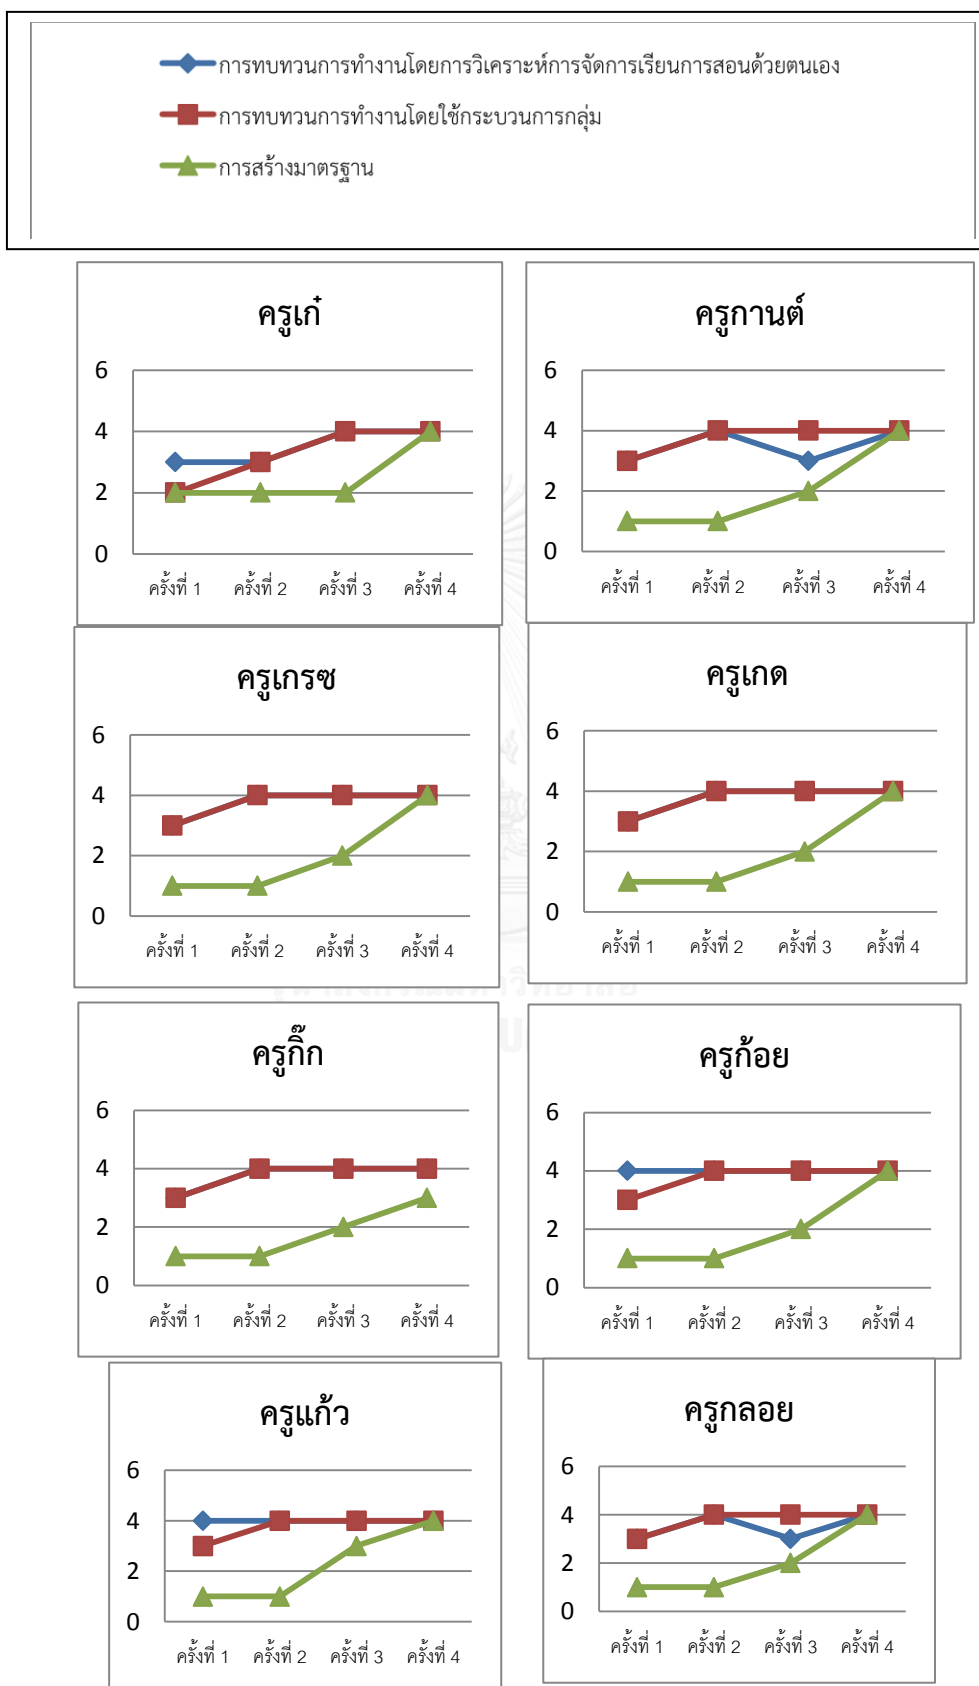 การทบทวนการทำงานโดยการวิเคราะห์การจัดการเรียนการสอนด้วยตนเอง
การทบทวนการทำงานโดยใช้กระบวนการกลุ่ม
การสร้างมาตรฐาน
ครูเก๋
6
4
2
0
ครั้งที่ 1 ครั้งที่ 2 ครั้งที่ 3 ครั้งที่ 4
ครูกานต์
6
4
2
0
ครั้งที่ 1 ครั้งที่ 2 ครั้งที่ 3 ครั้งที่ 4
ครูเกรซ
6
4
2
0
ครั้งที่ 1 ครั้งที่ 2 ครั้งที่ 3 ครั้งที่ 4
ครูเกด
6
4
2
0
ครั้งที่ 1 ครั้งที่ 2 ครั้งที่ 3 ครั้งที่ 4
ครูกิ๊ก
6
4
2
0
ครั้งที่ 1 ครั้งที่ 2 ครั้งที่ 3 ครั้งที่ 4
ครูก้อย
6
4
2
0
ครั้งที่ 1 ครั้งที่ 2 ครั้งที่ 3 ครั้งที่ 4
ครูแก้ว
6
4
2
0
ครั้งที่ 1 ครั้งที่ 2 ครั้งที่ 3 ครั้งที่ 4
ครูกลอย
6
4
2
0
ครั้งที่ 1 ครั้งที่ 2 ครั้งที่ 3 ครั้งที่ 4